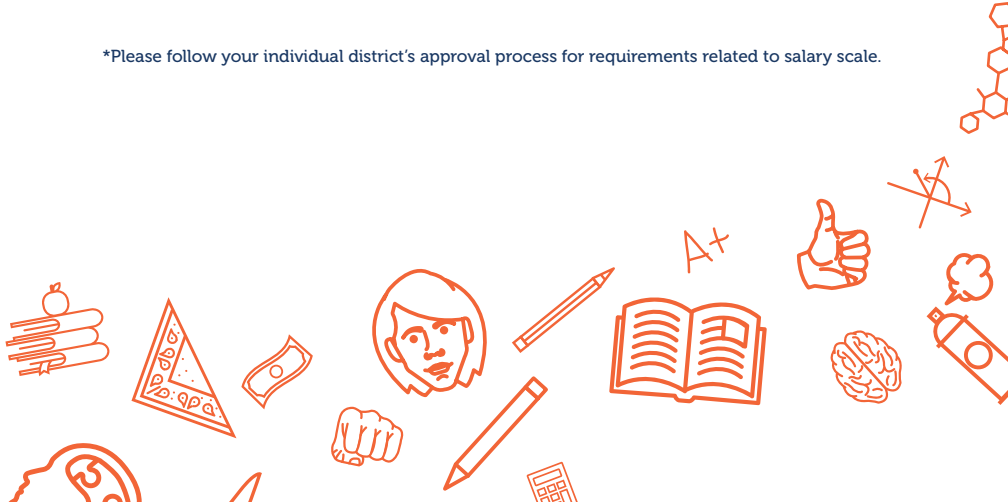 *Please follow your individual district’s approval process for requirements related to salary scale.
A+